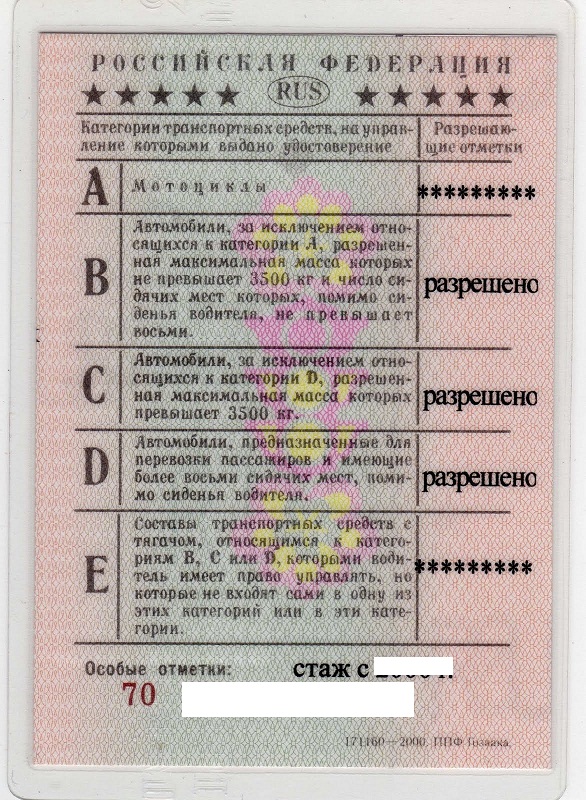 РОССИЙСКАЯ ФЕДЕРАЦИЯ
★★★★★ RUS ★★★★★
Категории транспортных средств, на управ-
ление которыми выдано удостоверение
Разрешаю-
щие отметки
A
Мотоциклы
*********
B
Автомобили, за исключением отно-
сящихся к категории A, разрешен-
ная максимальная масса которых
не превышает 3500 кг и число си-
дячих мест которых, помимо си-
денья водителя, не превышает
восьми.
разрешено
C
Автомобили, за исключением отно-
сящихся к категории D, разрешен-
ная максимальная масса которых
превышает 3500 кг.
разрешено
D
Автомобили, предназначенные для
перевозки пассажиров и имеющие
более восьми сидячих мест, поми-
мо сиденья водителя.
разрешено
E
Составы транспортных средств с
тягачом, относящимся к катего-
риям B, C или D, которыми води-
тель имеет право управлять, но
которые не входят сами в одну из
этих категорий или в эти кате-
гории.
*********
Особые отметки: стаж с
70
171160—2000. ППФ Гознака.